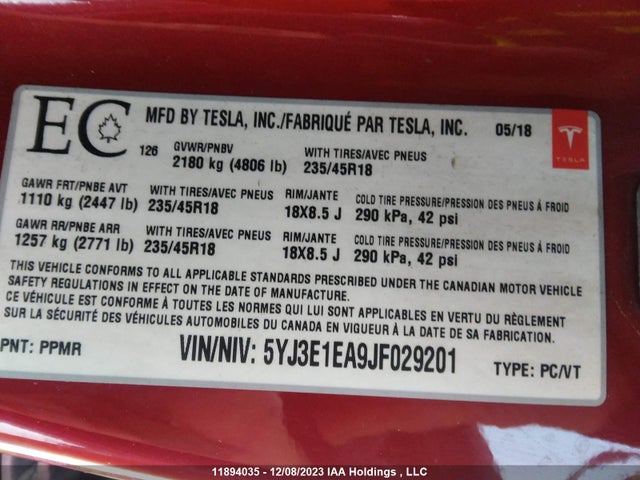 EC
MFD BY TESLA, INC./FABRIQUÉ PAR TESLA, INC. 05/18
126 GVWR/PNBV WITH TIRES/AVEC PNEUS
2180 kg (4806 lb) 235/45R18
TESLA
GAWR FRT/PNBE AVT WITH TIRES/AVEC PNEUS RIM/JANTE COLD TIRE PRESSURE/PRESSION DES PNEUS À FROID
1110 kg (2447 lb) 235/45R18 18X8.5 J 290 kPa, 42 psi
GAWR RR/PNBE ARR WITH TIRES/AVEC PNEUS RIM/JANTE COLD TIRE PRESSURE/PRESSION DES PNEUS À FROID
1257 kg (2771 lb) 235/45R18 18X8.5 J 290 kPa, 42 psi
THIS VEHICLE CONFORMS TO ALL APPLICABLE STANDARDS PRESCRIBED UNDER THE CANADIAN MOTOR VEHICLE
SAFETY REGULATIONS IN EFFECT ON THE DATE OF MANUFACTURE.
CE VÉHICULE EST CONFORME À TOUTES LES NORMES QUI LUI SONT APPLICABLES EN VERTU DU RÈGLEMENT
SUR LA SÉCURITÉ DES VÉHICULES AUTOMOBILES DU CANADA EN VIGUEUR À LA DATE DE SA FABRICATION.
PNT: PPMR VIN/NIV: 5YJ3E1EA9JF029201 TYPE: PC/VT
11894035 - 12/08/2023 IAA Holdings , LLC